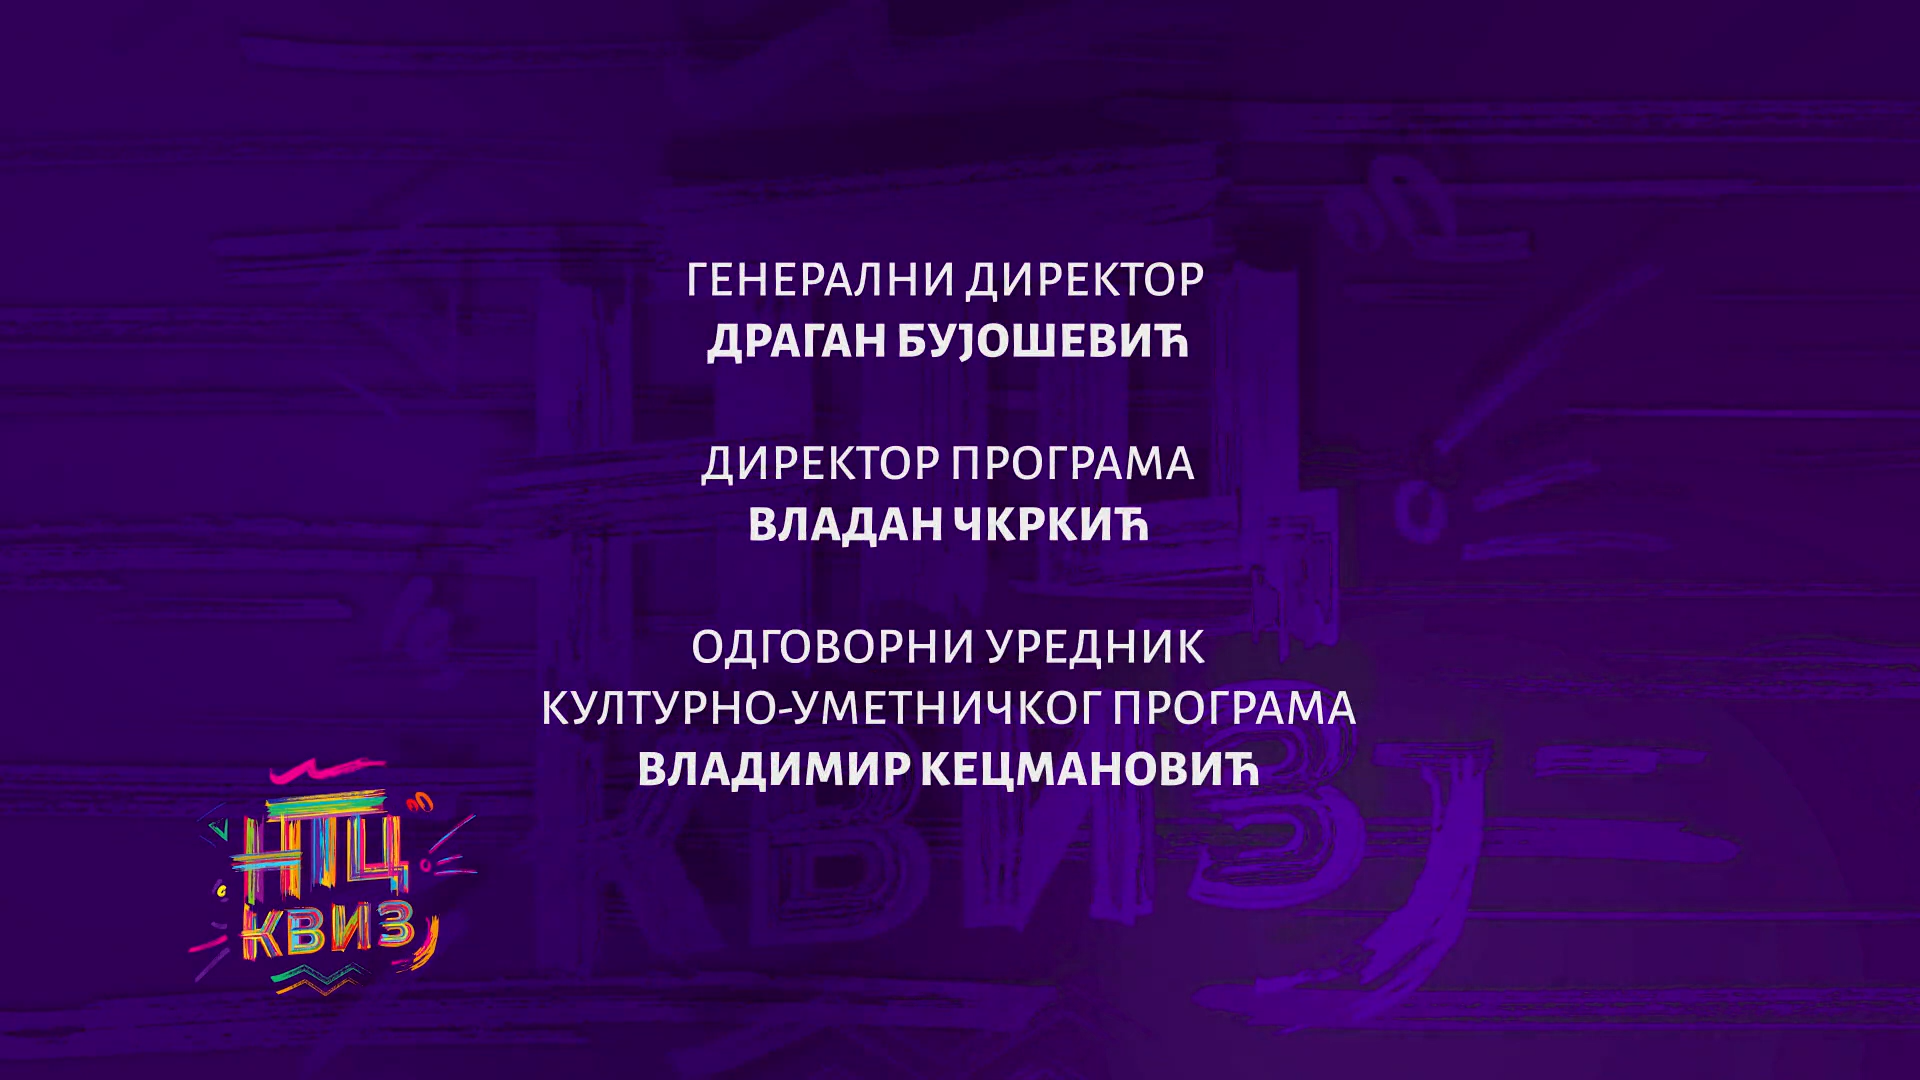 ГЕНЕРАЛНИ ДИРЕКТОР
ДРАГАН БУЈОШЕВИЋ
ДИРЕКТОР ПРОГРАМА
ВЛАДАН ЧКРКИЋ
ОДГОВОРНИ УРЕДНИК
КУЛТУРНО-УМЕТНИЧКОГ ПРОГРАМА
ВЛАДИМИР КЕЦМАНОВИЋ
НТЦ
КВИЗ